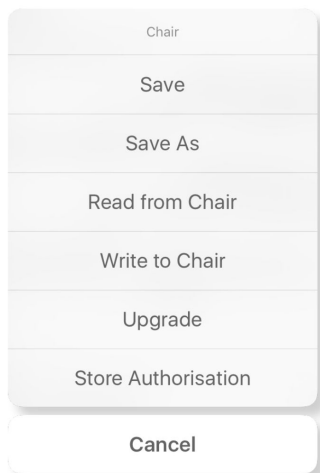 Chair
Save
Save As
Read from Chair
Write to Chair
Upgrade
Store Authorisation
Cancel